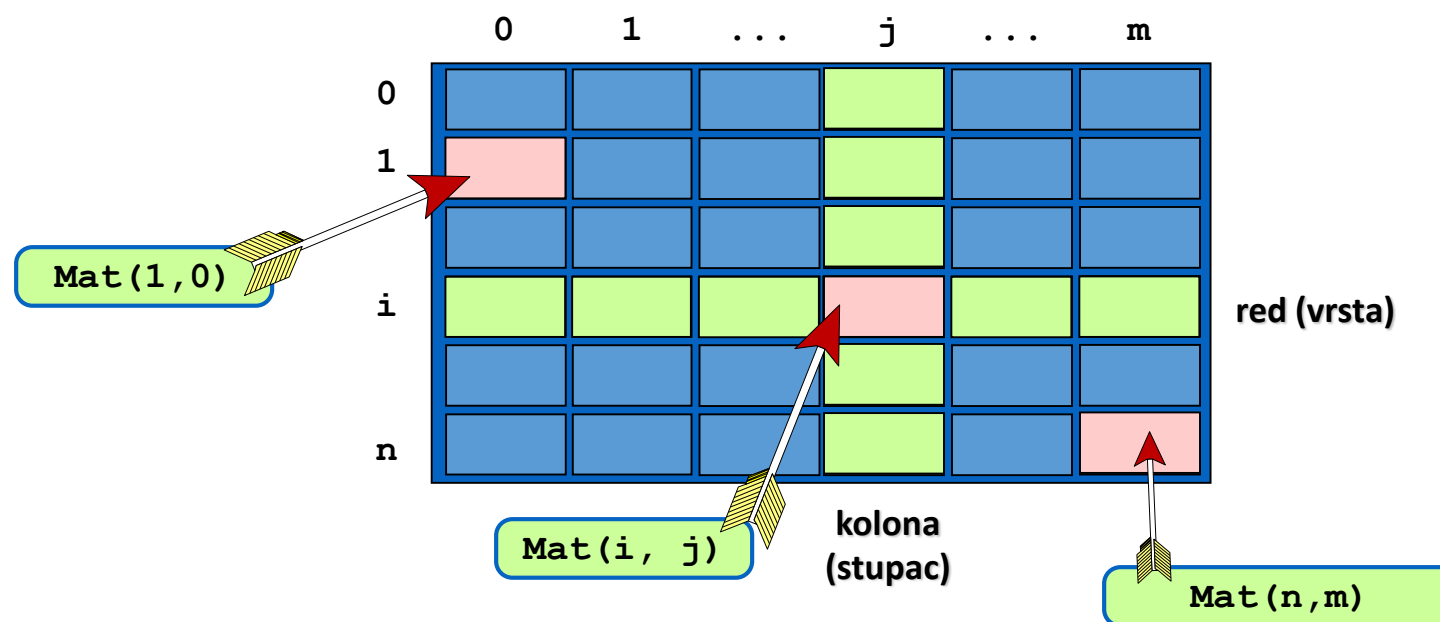 0 1 ... j ... m
0
1
Mat(1,0)
i
red (vrsta)
n
kolona
(stupac)
Mat(i, j)
Mat(n,m)